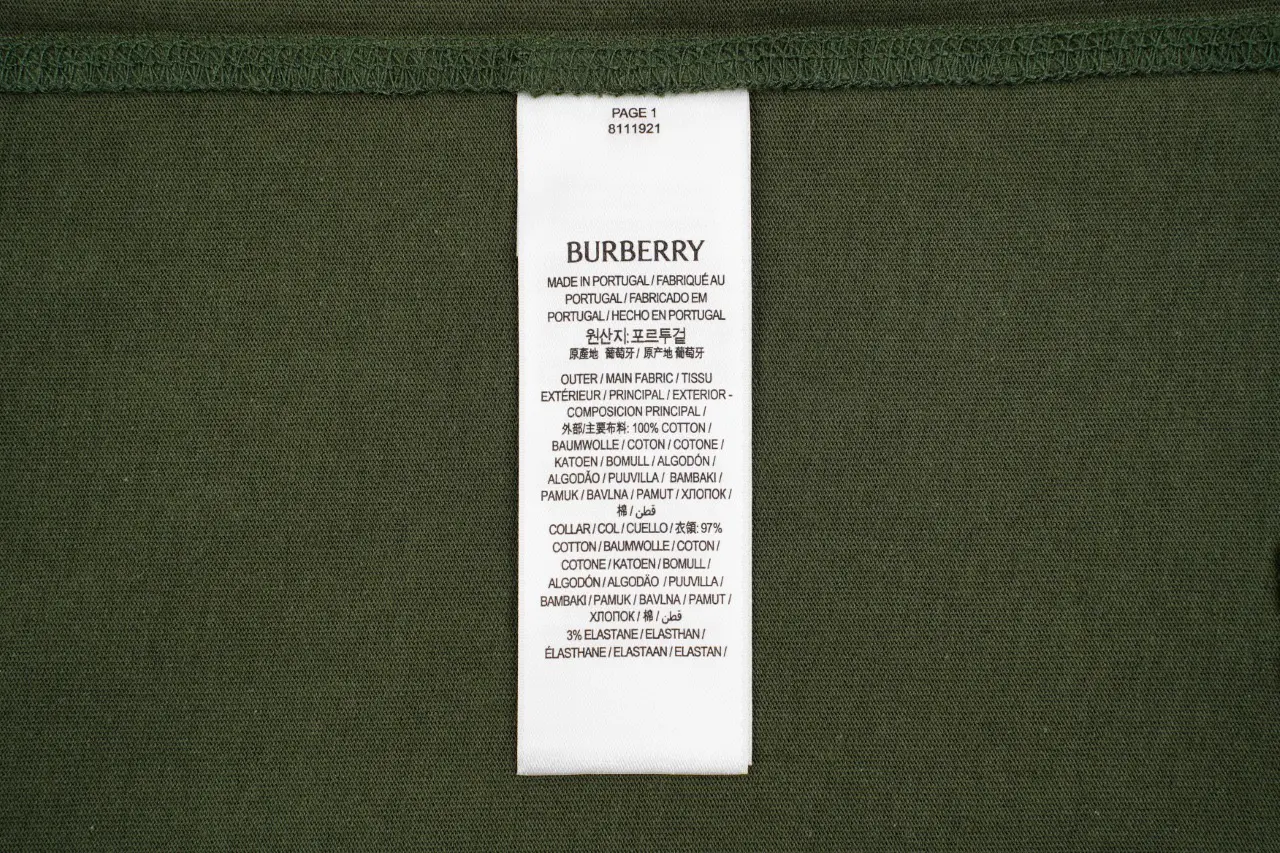 PAGE 1
8111921
BURBERRY
MADE IN PORTUGAL / FABRIQUÉ AU
PORTUGAL / FABRICADO EM
PORTUGAL / HECHO EN PORTUGAL
원산지: 포르투걸
原產地 葡萄牙 / 原产地 葡萄牙
OUTER / MAIN FABRIC / TISSU
EXTÉRIEUR / PRINCIPAL / EXTERIOR -
COMPOSICION PRINCIPAL /
外部/主要布料: 100% COTTON /
BAUMWOLLE / COTON / COTONE /
KATOEN / BOMULL / ALGODÓN /
ALGODÃO / PUUVILLA / BAMBAKI /
PAMUK / BAVLNA / PAMUT / ХЛОПОК /
棉 / قطن
COLLAR / COL / CUELLO / 衣領: 97%
COTTON / BAUMWOLLE / COTON /
COTONE / KATOEN / BOMULL /
ALGODÓN / ALGODÃO / PUUVILLA /
BAMBAKI / PAMUK / BAVLNA / PAMUT /
ХЛОПОК / 棉 / قطن
3% ELASTANE / ELASTHAN /
ÉLASTHANE / ELASTAAN / ELASTAN /